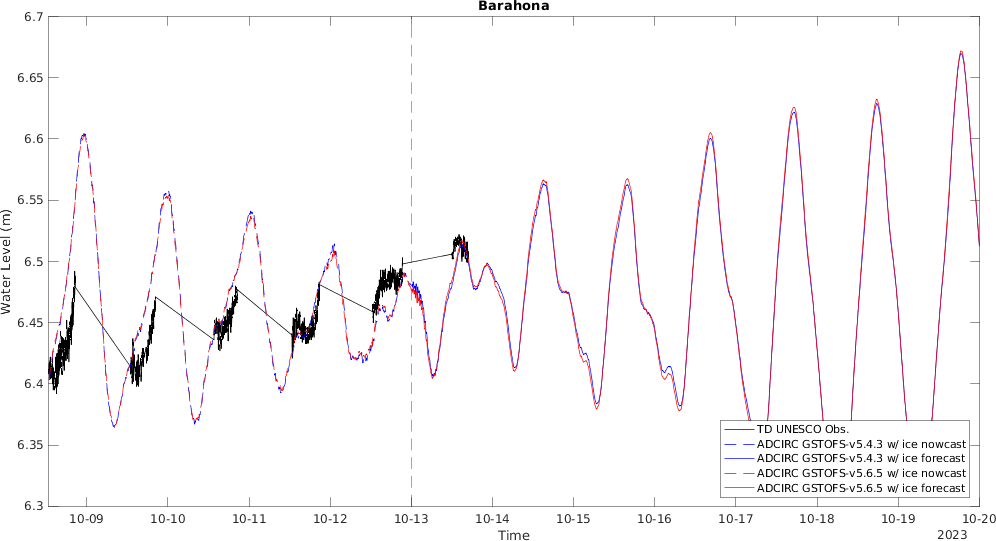 Barahona
6.7
6.65
6.6
6.55
6.5
6.45
6.4
6.35
6.3
Water Level (m)
10-09 10-10 10-11 10-12 10-13 10-14 10-15 10-16 10-17 10-18 10-19 10-20
Time
2023
TD UNESCO Obs.
ADCIRC GSTOFS-v5.4.3 w/ ice nowcast
ADCIRC GSTOFS-v5.4.3 w/ ice forecast
ADCIRC GSTOFS-v5.6.5 w/ ice nowcast
ADCIRC GSTOFS-v5.6.5 w/ ice forecast